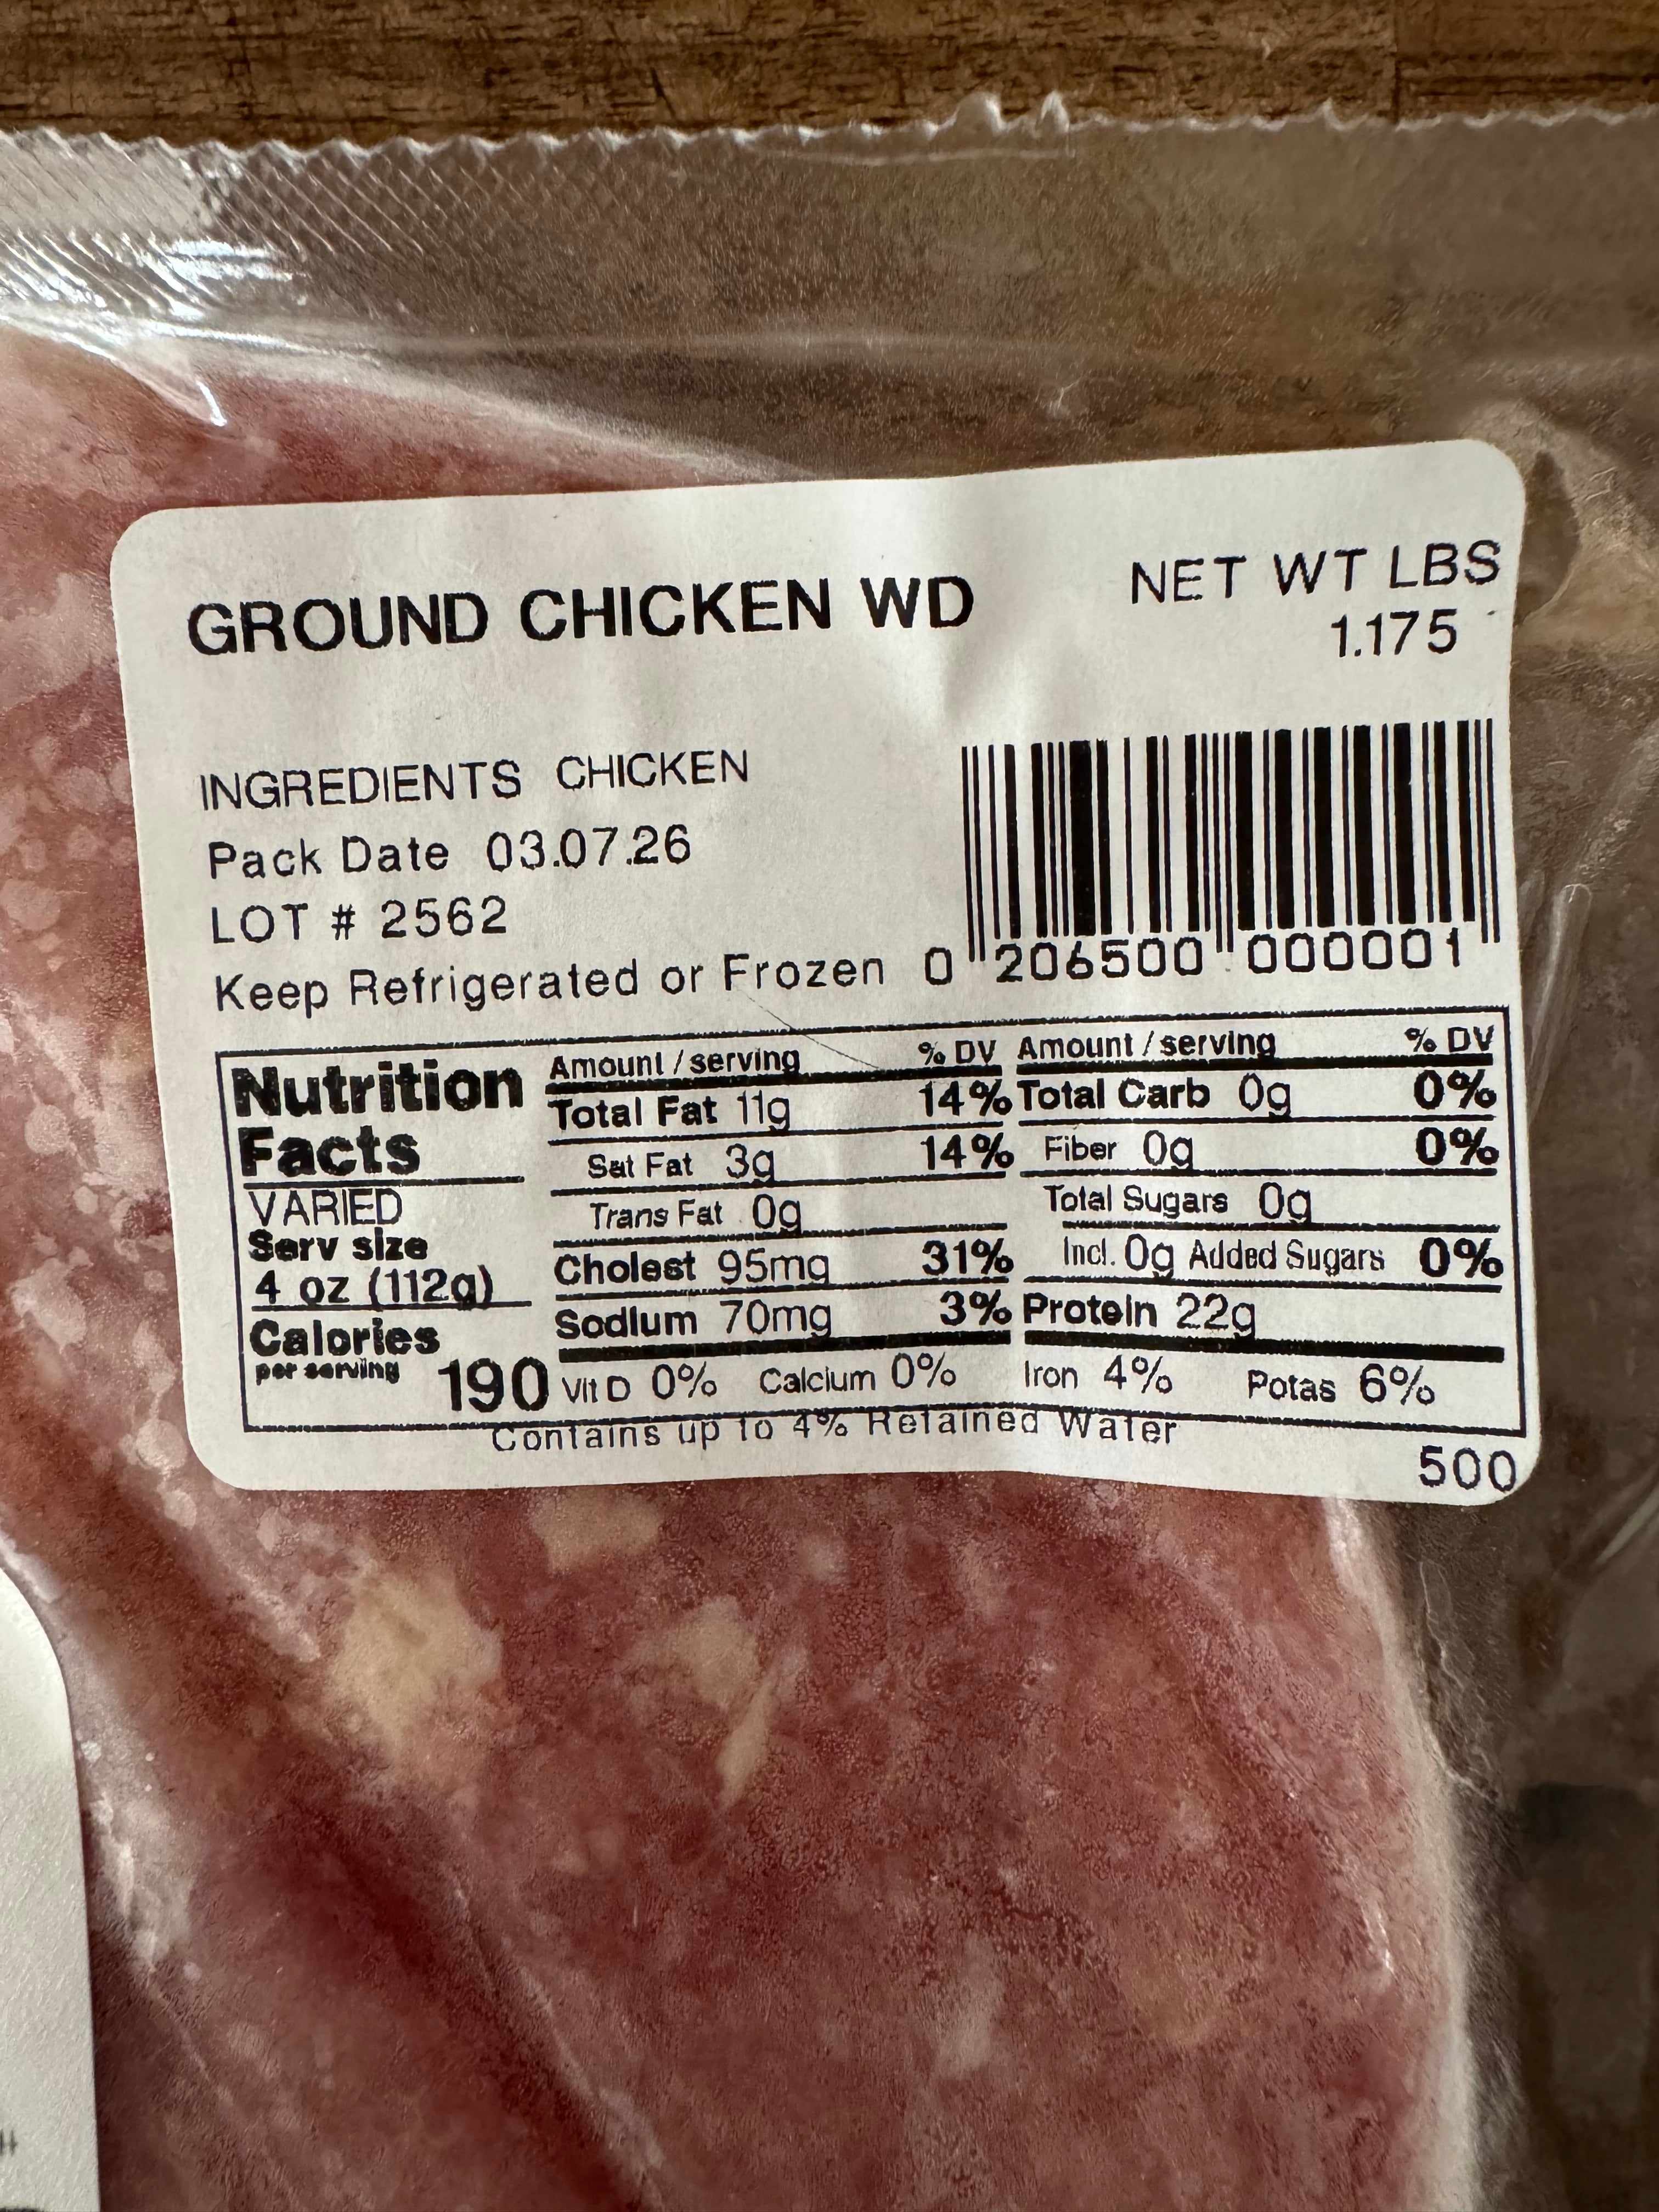 GROUND CHICKEN WD
NET WT LBS
1.175
INGREDIENTS CHICKEN
Pack Date 03.07.26
LOT # 2562
Keep Refrigerated or Frozen
0 206500 000001
Nutrition
Facts
VARIED
Serv size
4 oz (112g)
Calories
per serving 190
Amount / serving % DV
Total Fat 11g 14%
Sat Fat 3g 14%
Trans Fat 0g
Cholest 95mg 31%
Sodium 70mg 3%
Amount / serving % DV
Total Carb 0g 0%
Fiber 0g 0%
Total Sugars 0g
Incl. 0g Added Sugars 0%
Protein 22g
Vit D 0% Calcium 0% Iron 4% Potas 6%
Contains up to 4% Retained Water
500